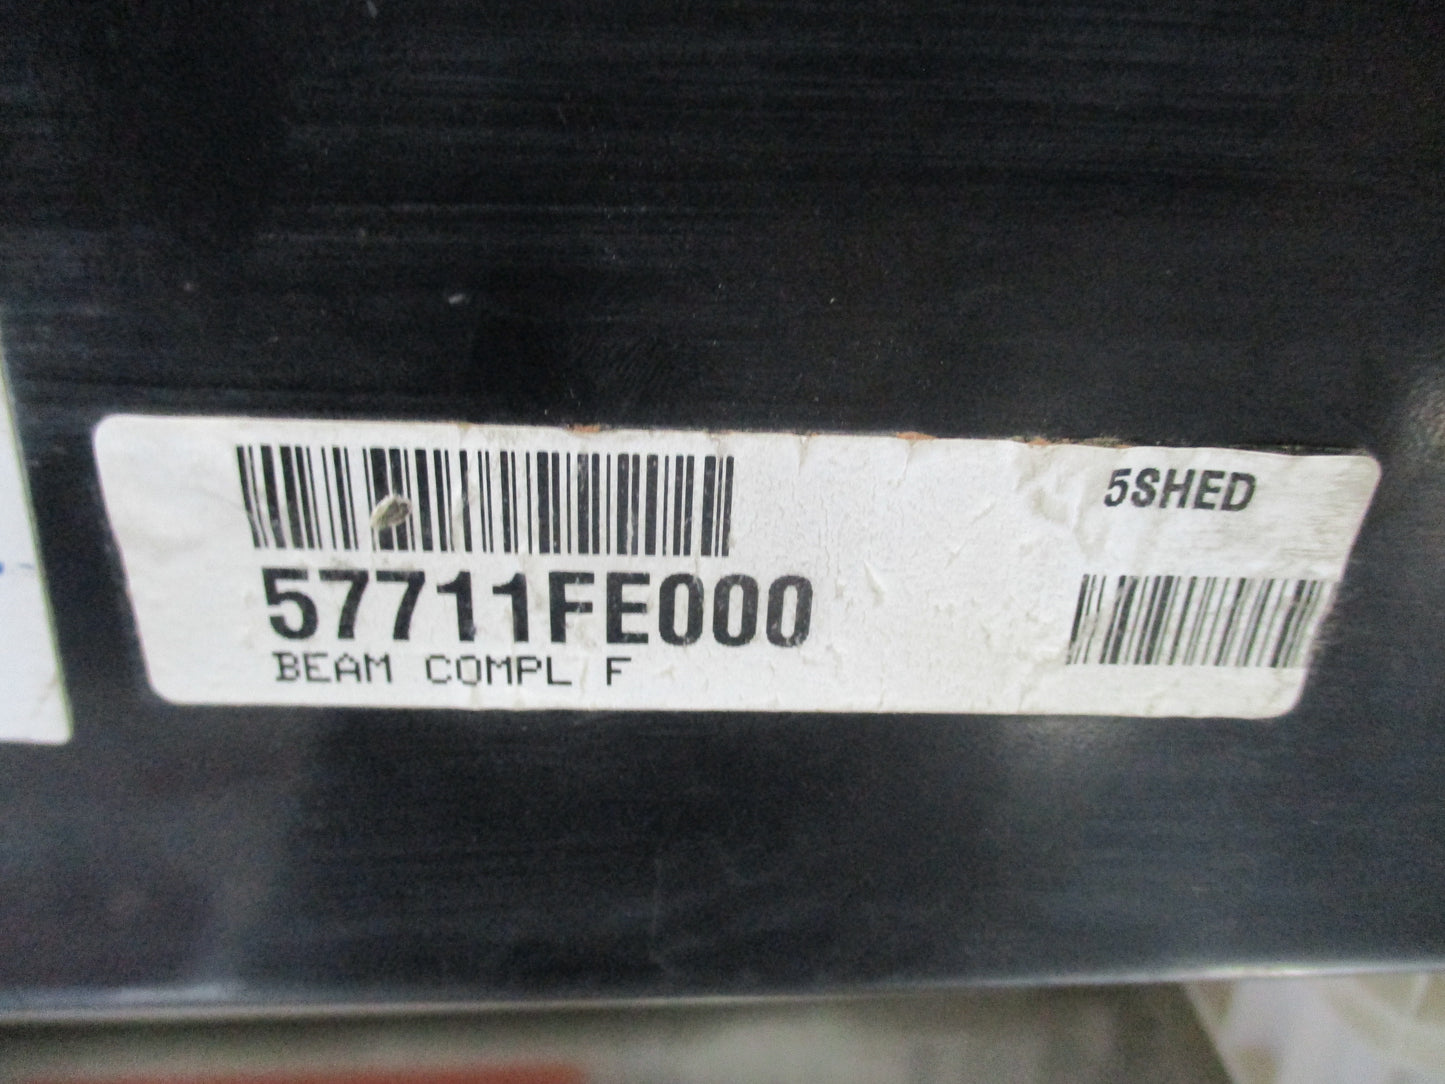 5SHED
57711FE000
BEAM COMPL F